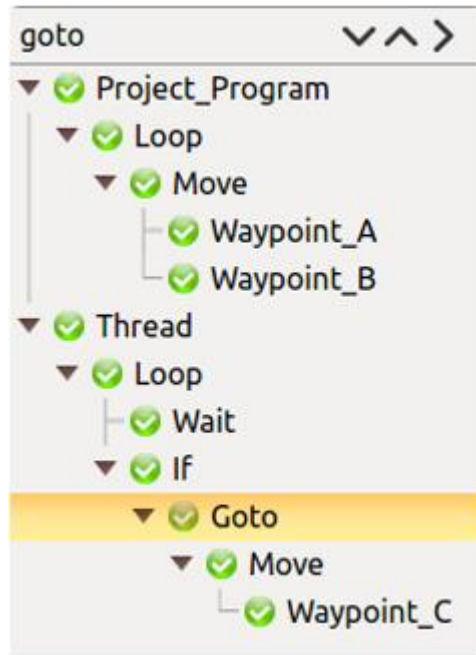 goto
Project_Program
Loop
Move
Waypoint_A
Waypoint_B
Thread
Loop
Wait
If
Goto
Move
Waypoint_C